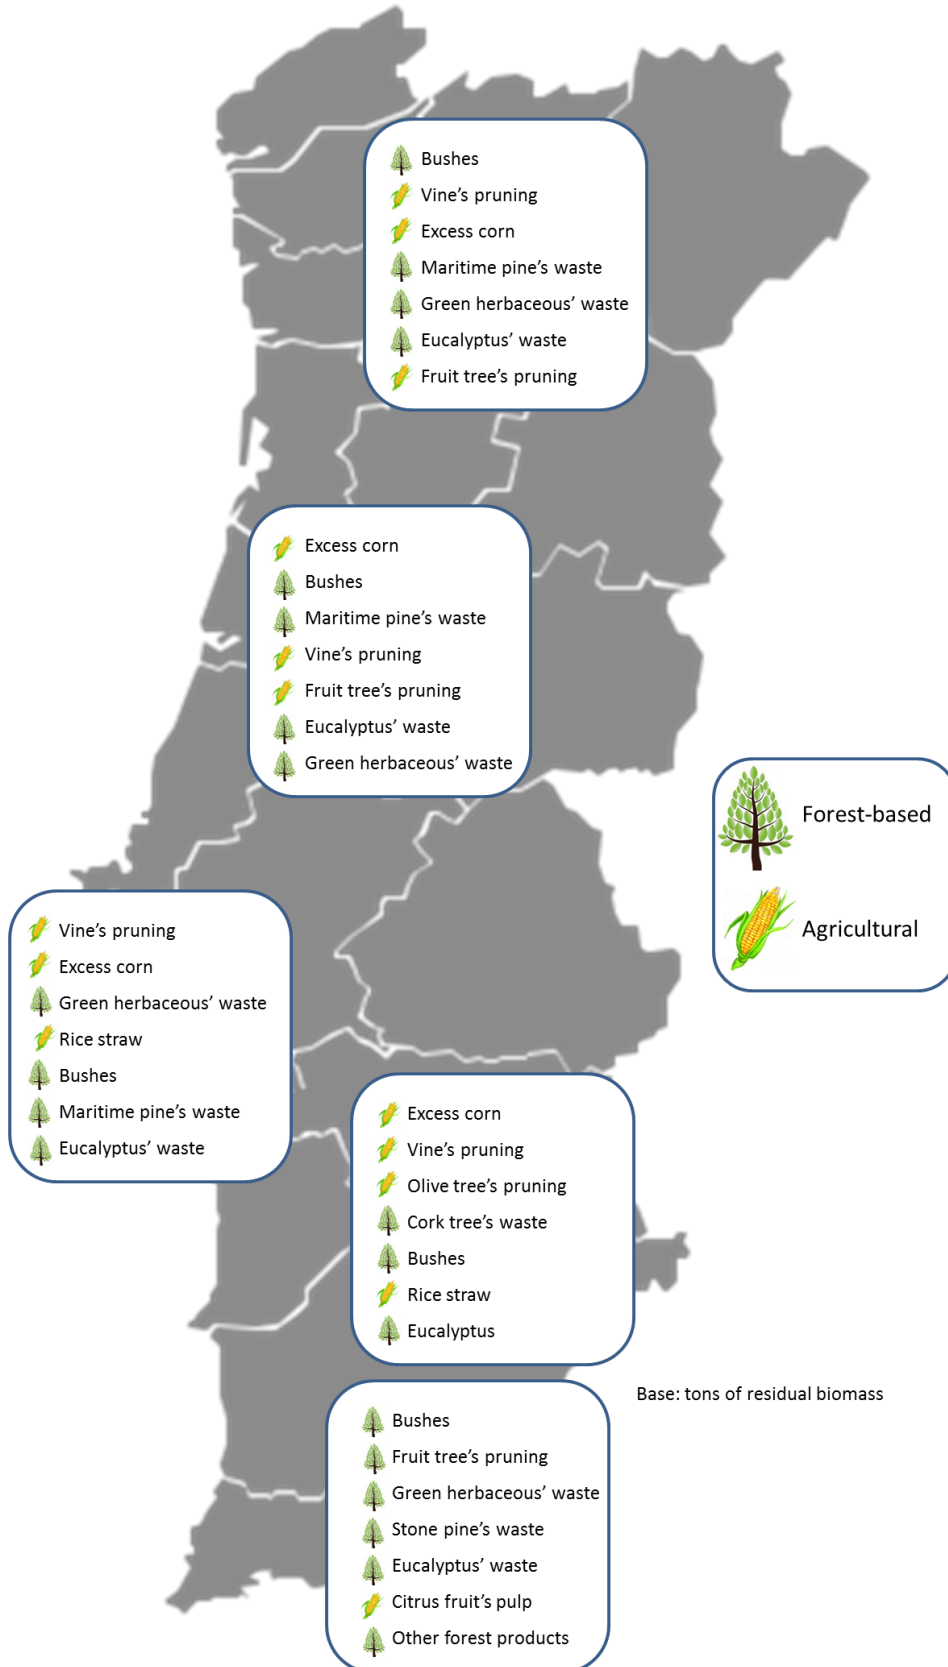 Bushes
Vine's pruning
Excess corn
Maritime pine's waste
Green herbaceous' waste
Eucalyptus' waste
Fruit tree's pruning
Excess corn
Bushes
Maritime pine's waste
Vine's pruning
Fruit tree's pruning
Eucalyptus' waste
Green herbaceous' waste
Forest-based
Agricultural
Vine's pruning
Excess corn
Green herbaceous' waste
Rice straw
Bushes
Maritime pine's waste
Eucalyptus' waste
Excess corn
Vine's pruning
Olive tree's pruning
Cork tree's waste
Bushes
Rice straw
Eucalyptus
Base: tons of residual biomass
Bushes
Fruit tree's pruning
Green herbaceous' waste
Stone pine's waste
Eucalyptus' waste
Citrus fruit's pulp
Other forest products